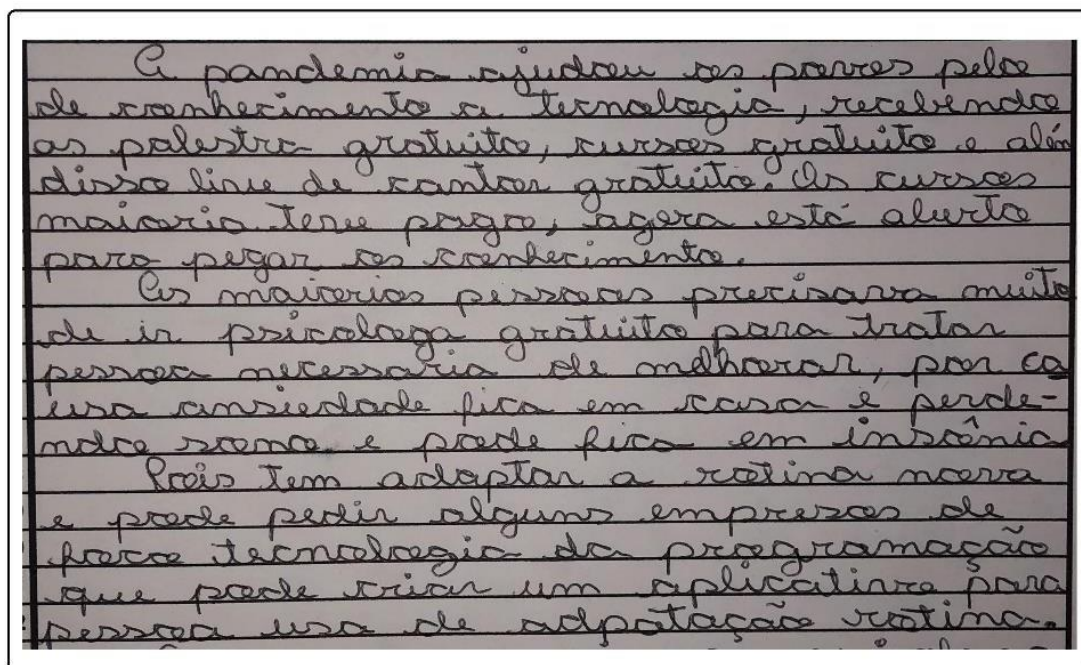 A pandemia ajudou os povos pelo
de conhecimento a tecnologia, recebendo
as palestra gratuito, cursos gratuito e além
disso live de cantor gratuito. Os cursos
maioria teve pago, agora está aberto
para pegar os conhecimento.
As maiorias pessoas precisava muito
de ir psicologa gratuito para tratar
pessoa necessaria de melhorar, por ca
usa ansiedade fica em casa e perde-
ndo sono e pode fica em insônia
Pois tem adaptar a rotina nova
e pode pedir alguns empresas de
foco tecnologia da programação
que pode criar um aplicativo para
pessoa usa de adpatação rotina.